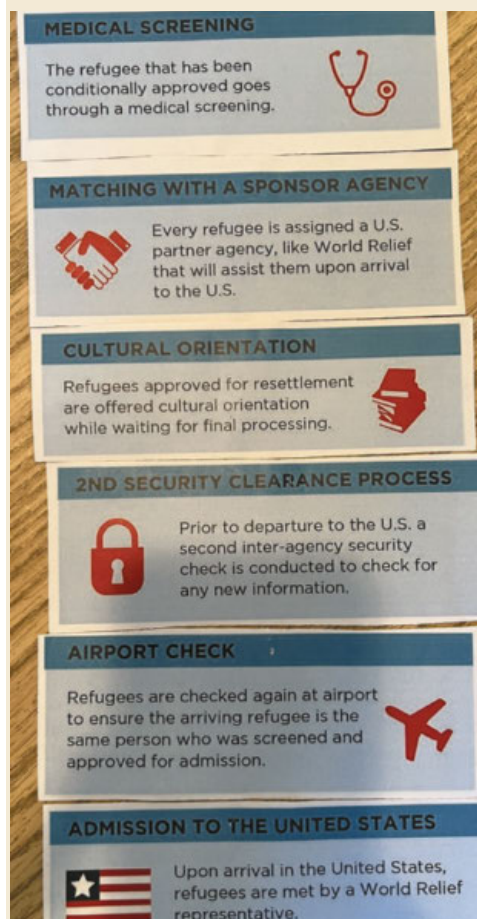 MEDICAL SCREENING
The refugee that has been
conditionally approved goes
through a medical screening.
MATCHING WITH A SPONSOR AGENCY
Every refugee is assigned a U.S.
partner agency, like World Relief
that will assist them upon arrival
to the U.S.
CULTURAL ORIENTATION
Refugees approved for resettlement
are offered cultural orientation
while waiting for final processing.
2ND SECURITY CLEARANCE PROCESS
Prior to departure to the U.S. a
second inter-agency security
check is conducted to check for
any new information.
AIRPORT CHECK
Refugees are checked again at airport
to ensure the arriving refugee is the
same person who was screened and
approved for admission.
ADMISSION TO THE UNITED STATES
Upon arrival in the United States,
refugees are met by a World Relief
representative.